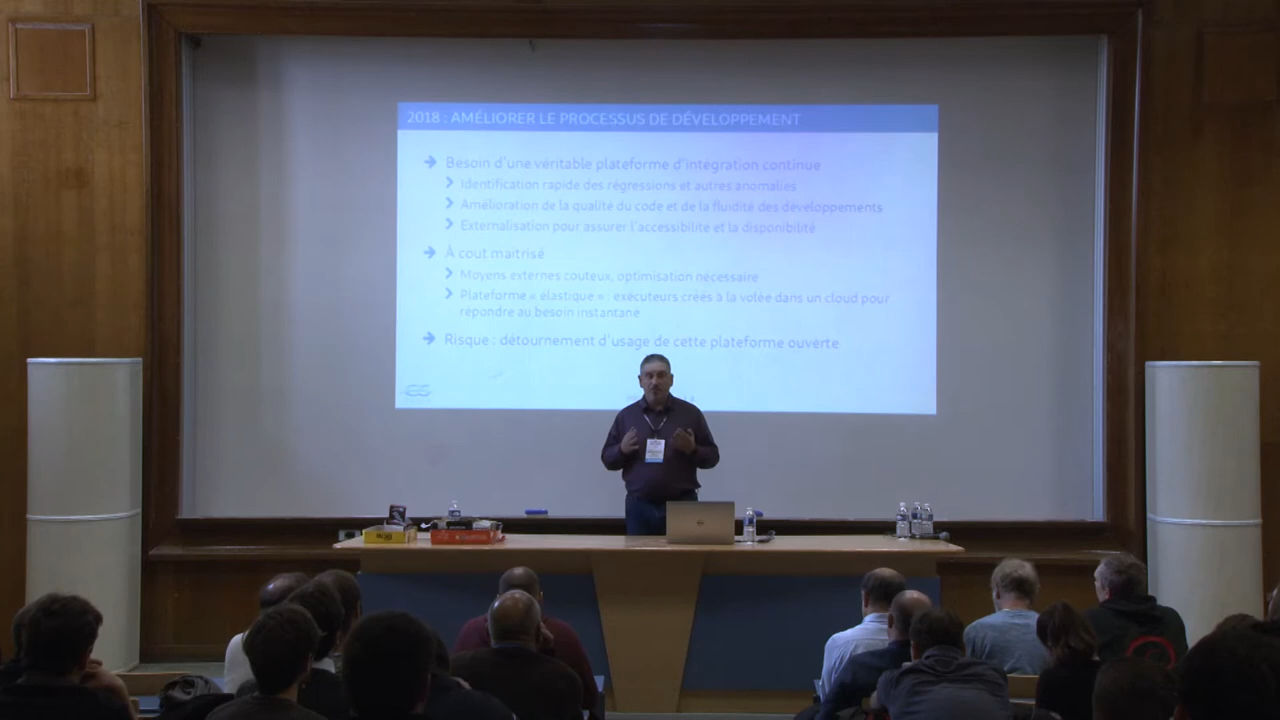 2018 : AMÉLIORER LE PROCESSUS DE DÉVELOPPEMENT
Besoin d'une véritable plateforme d'intégration continue
Identification rapide des régressions et autres anomalies
Amélioration de la qualité du code et de la fluidité des développements
Externalisation pour assurer l'accessibilité et la disponibilité
À cout maitrisé
Moyens externes couteux, optimisation nécessaire
Plateforme « élastique » : exécuteurs créés à la volée dans un cloud pour
répondre au besoin instantané
Risque : détournement d'usage de cette plateforme ouverte